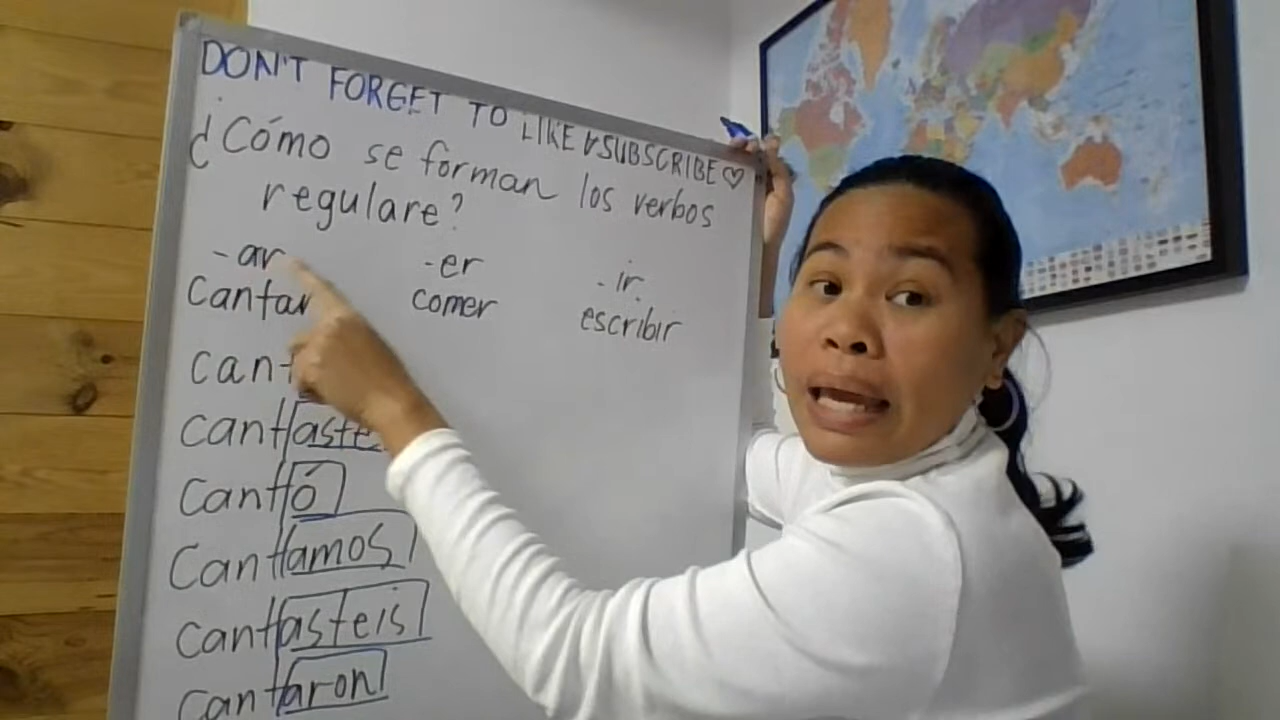 DON'T FORGET TO LIKE & SUBSCRIBE♡
¿Cómo se forman los verbos
regulare?
-ar -er -ir
Cantar comer escribir
cant
cantaste
cantó
cantamos
cantasteis
cantaron